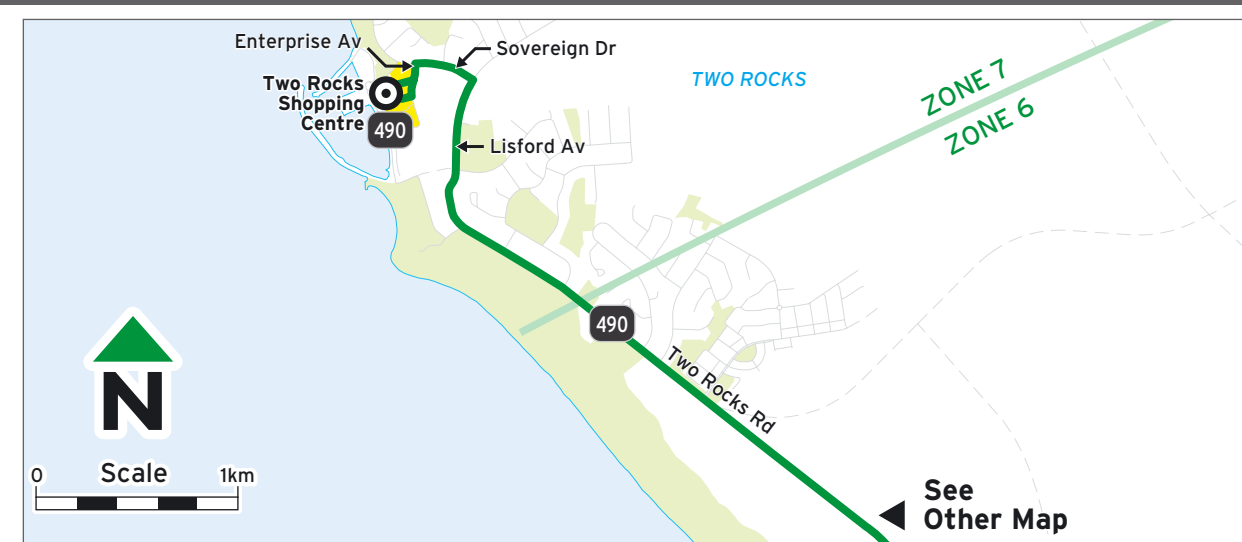 Enterprise Av
Sovereign Dr
Two Rocks
Shopping
Centre
490
TWO ROCKS
ZONE 7
ZONE 6
Lisford Av
490
Two Rocks Rd
N
0 Scale 1km
See
Other Map